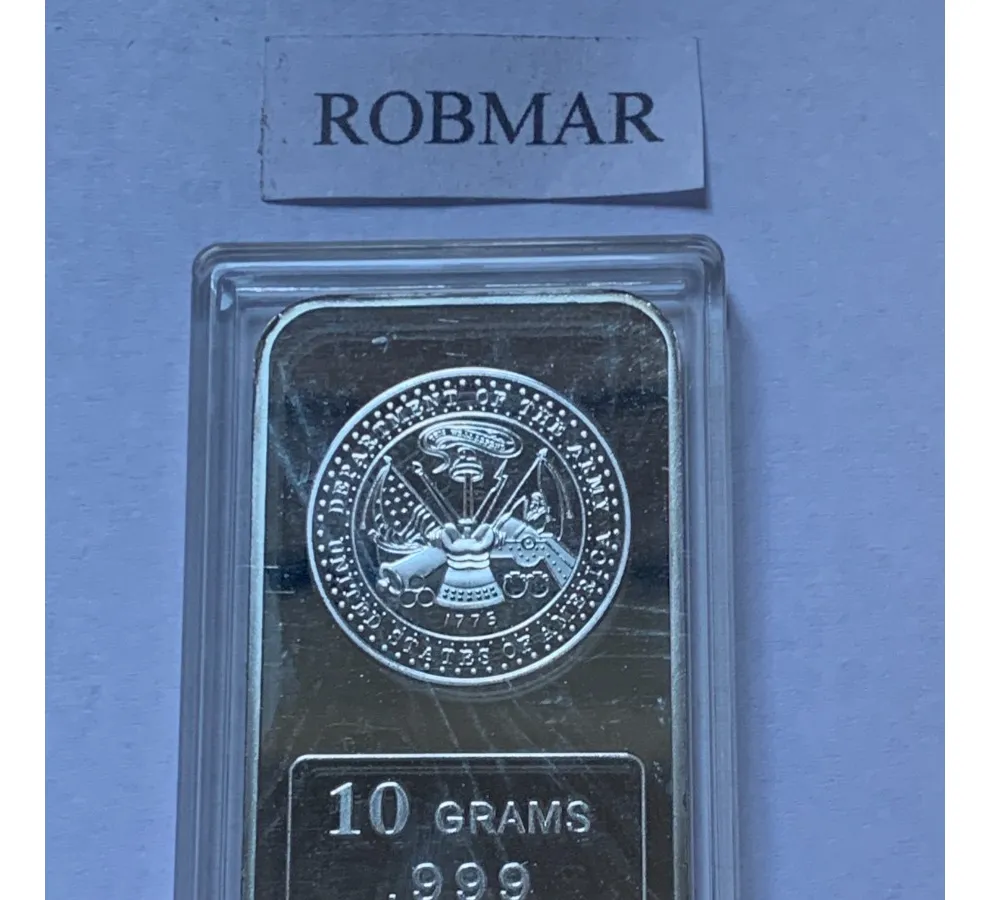 ROBMAR
DEPARTMENT OF THE ARMY
UNITED STATES OF AMERICA
1775
10 GRAMS
.999